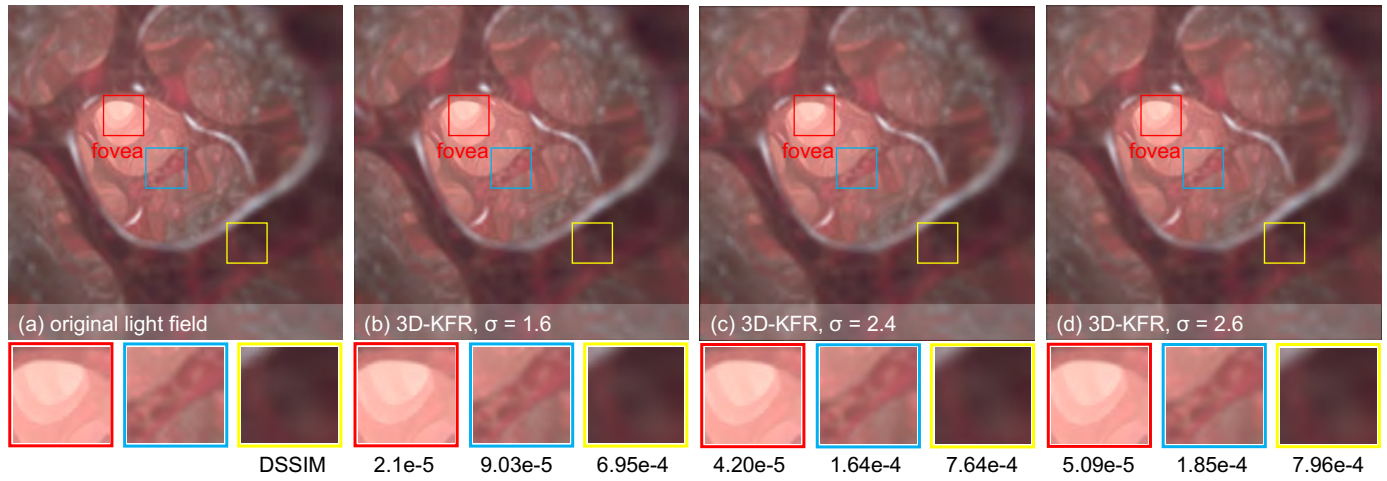 fovea fovea fovea fovea
(a) original light field (b) 3D-KFR, σ = 1.6 (c) 3D-KFR, σ = 2.4 (d) 3D-KFR, σ = 2.6
DSSIM 2.1e-5 9.03e-5 6.95e-4 4.20e-5 1.64e-4 7.64e-4 5.09e-5 1.85e-4 7.96e-4